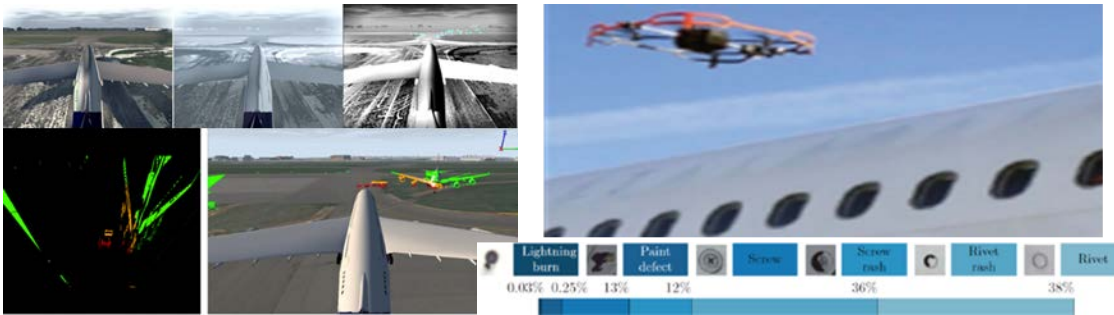 Lightning
burn
Paint
defect
Screw
Screw
rash
Rivet
rash
Rivet
0.03% 0.25% 13% 12% 36% 38%